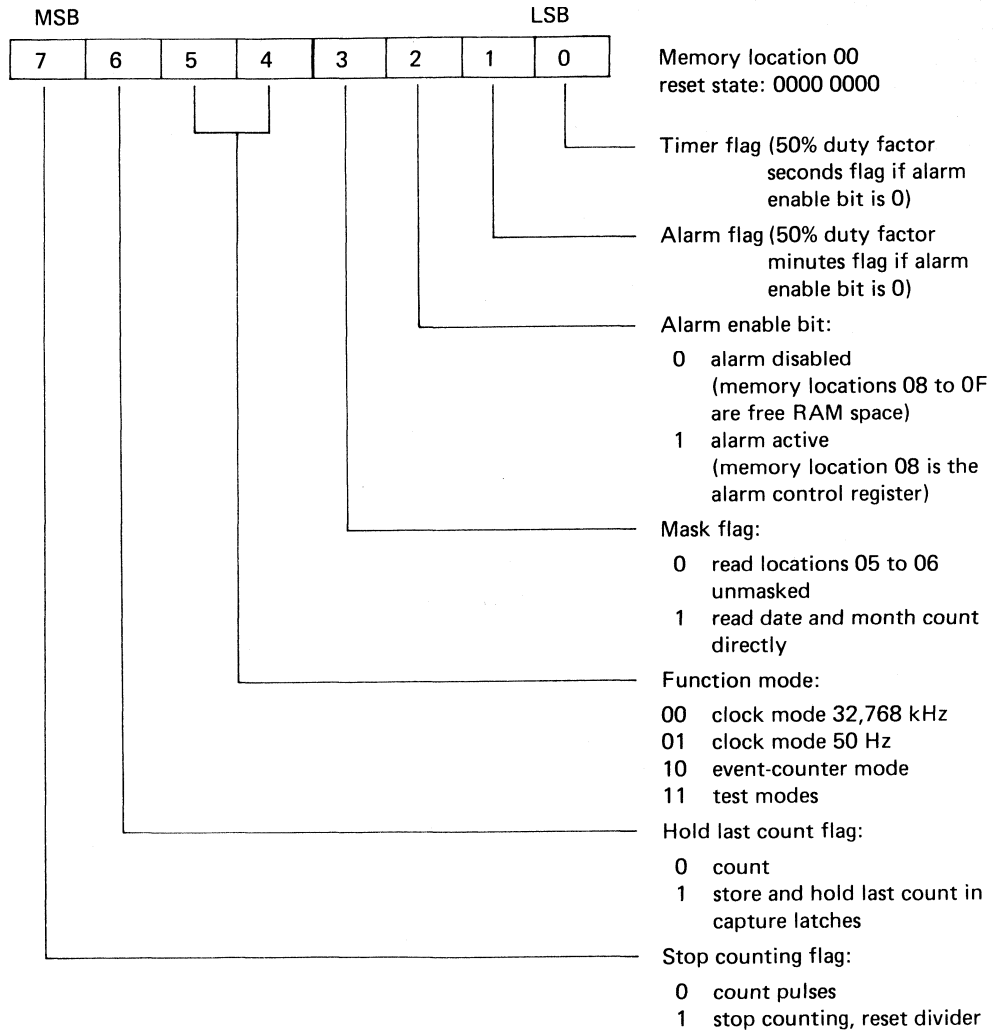 MSB LSB
7 6 5 4 3 2 1 0
Memory location 00
reset state: 0000 0000
Timer flag (50% duty factor
seconds flag if alarm
enable bit is 0)
Alarm flag (50% duty factor
minutes flag if alarm
enable bit is 0)
Alarm enable bit:
0 alarm disabled
(memory locations 08 to 0F
are free RAM space)
1 alarm active
(memory location 08 is the
alarm control register)
Mask flag:
0 read locations 05 to 06
unmasked
1 read date and month count
directly
Function mode:
00 clock mode 32,768 kHz
01 clock mode 50 Hz
10 event-counter mode
11 test modes
Hold last count flag:
0 count
1 store and hold last count in
capture latches
Stop counting flag:
0 count pulses
1 stop counting, reset divider